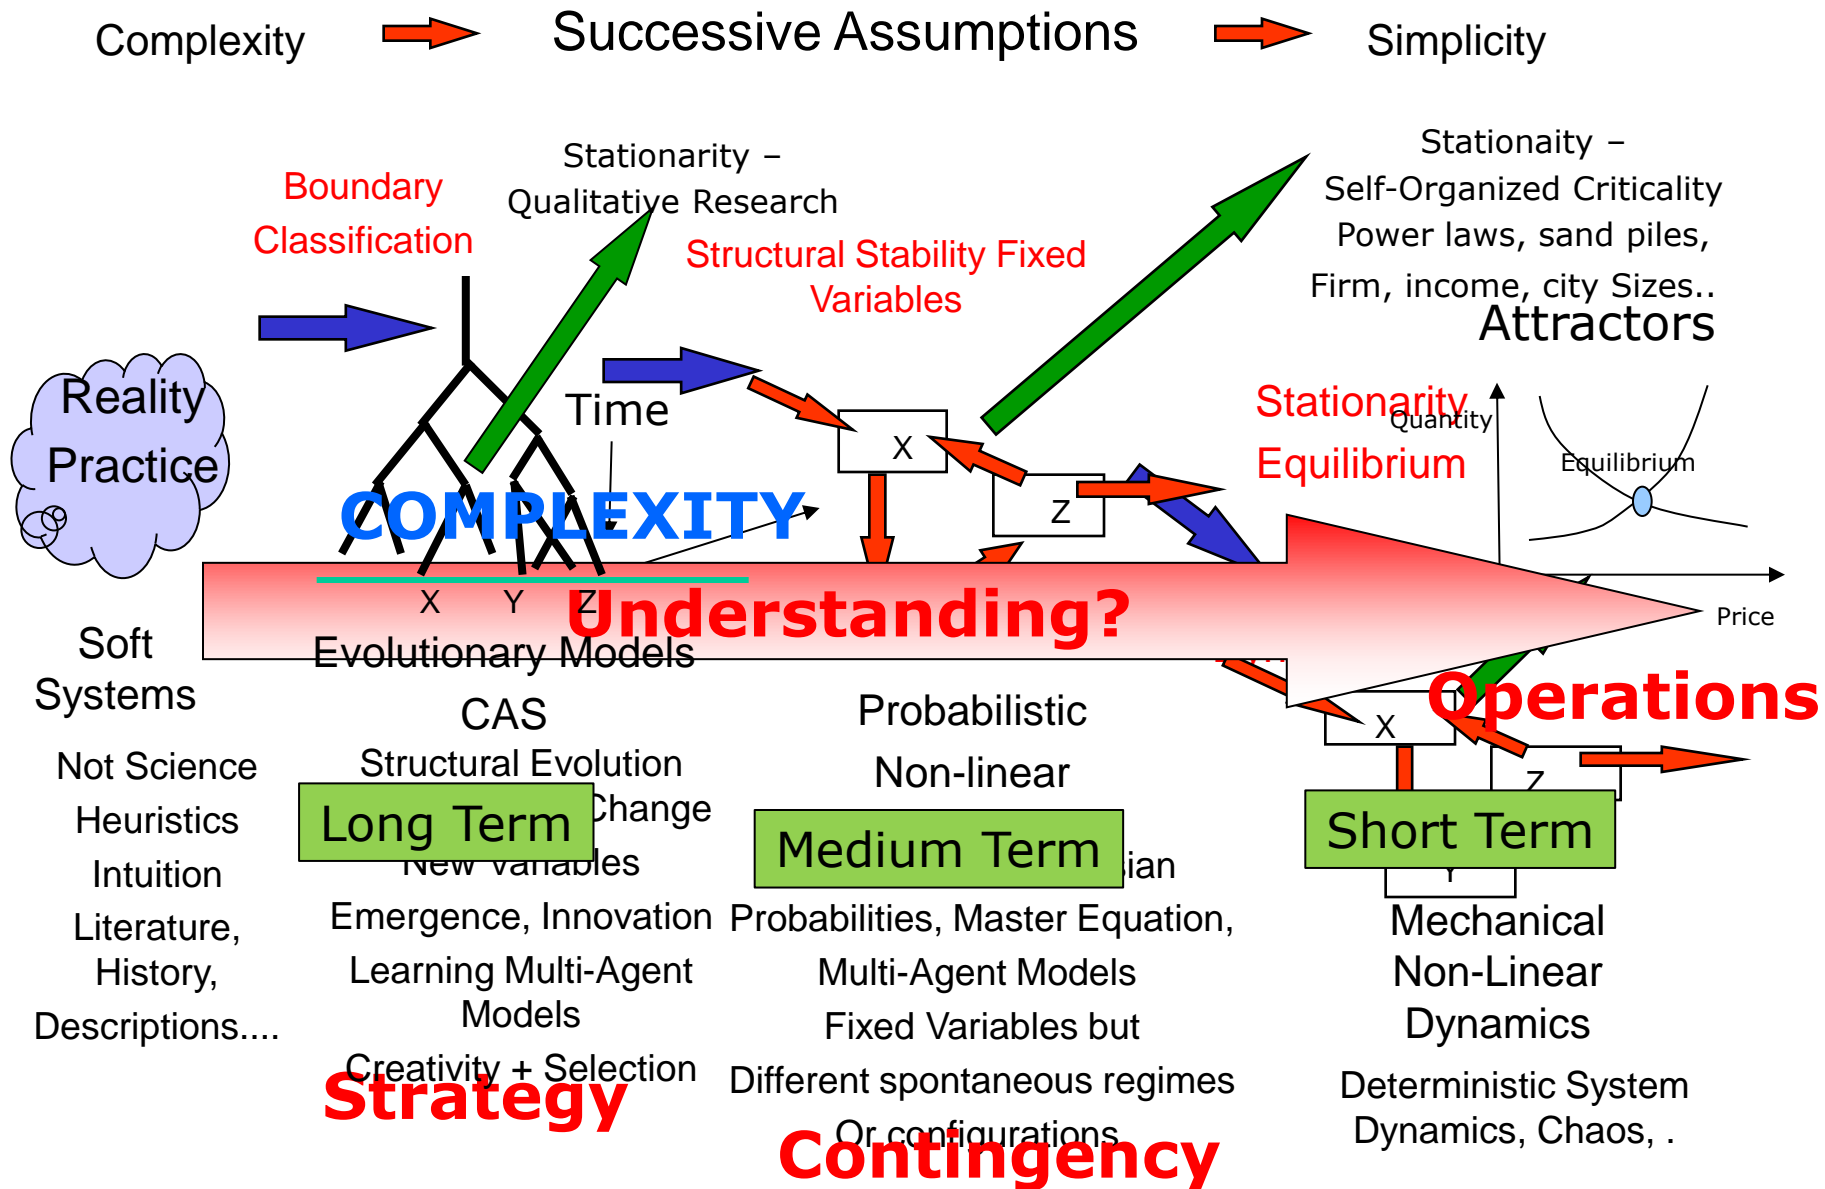 Complexity
Successive Assumptions
Simplicity
Stationarity –
Qualitative Research
Boundary
Classification
Structural Stability Fixed
Variables
Stationaity –
Self-Organized Criticality
Power laws, sand piles,
Firm, income, city Sizes..
Attractors
Reality
Practice
Time
X
Z
Stationarity,
Equilibrium
Quantity
Equilibrium
Price
COMPLEXITY
X Y Z
Understanding?
Evolutionary Models
Soft
Systems
Not Science
Heuristics
Intuition
Literature,
History,
Descriptions....
CAS
Structural Evolution
Change
Long Term
New Variables
Emergence, Innovation
Learning Multi-Agent
Models
Creativity + Selection
Strategy
Probabilistic
Non-linear
Medium Term
Probabilities, Master Equation,
Multi-Agent Models
Fixed Variables but
Different spontaneous regimes
Or configurations
Contingency
Operations
X
Z
Short Term
Y
Mechanical
Non-Linear
Dynamics
Deterministic System
Dynamics, Chaos, .